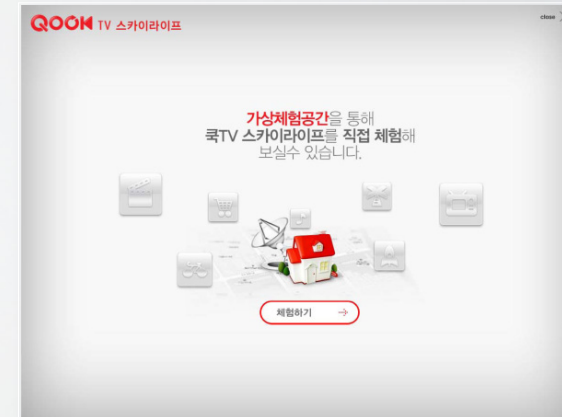 QOOK TV 스카이라이프
close
가상체험공간을 통해
쿡TV 스카이라이프를 직접 체험해
보실수 있습니다.
체험하기